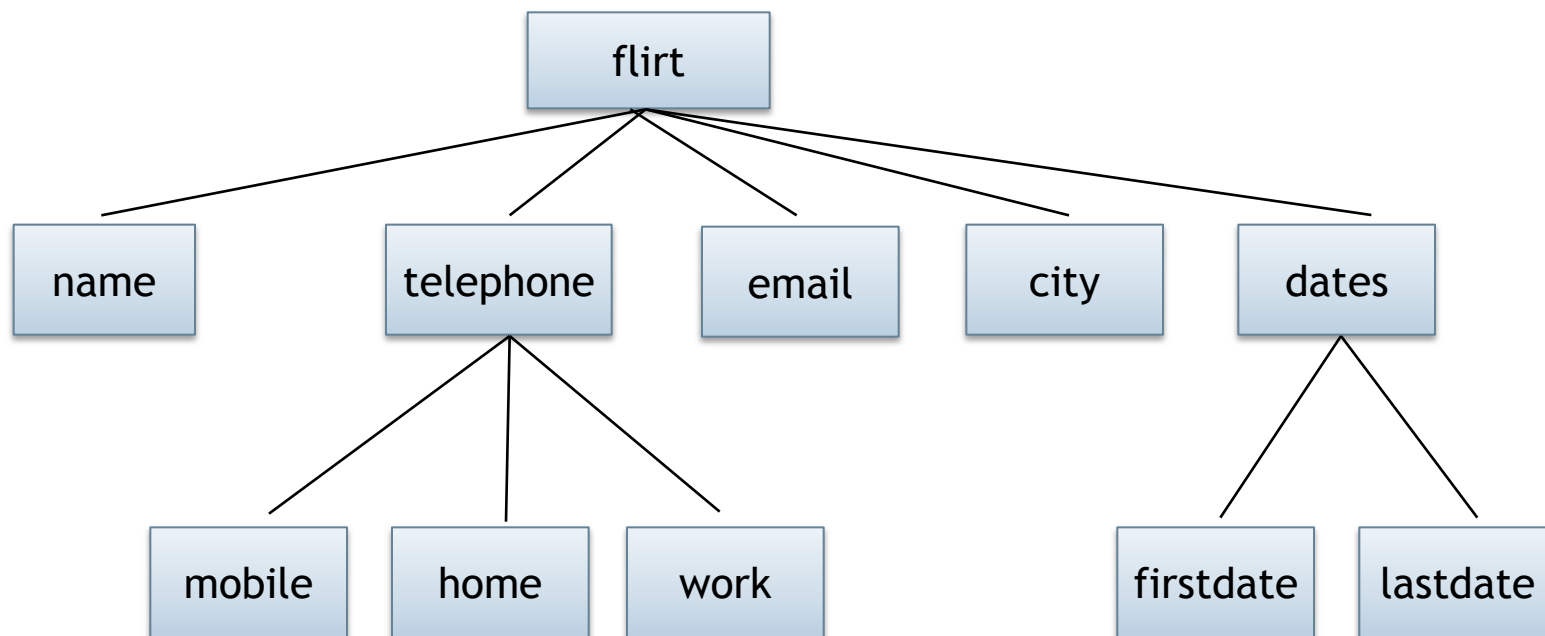 flirt
name
telephone
email
city
dates
mobile
home
work
firstdate
lastdate